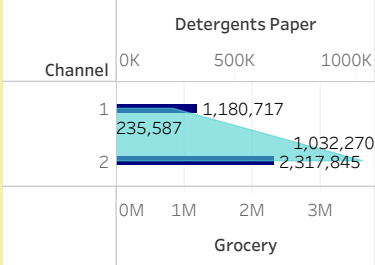 Detergents Paper
Channel
0K 500K 1000K
1 1,180,717
235,587
1,032,270
2 2,317,845
0M 1M 2M 3M
Grocery